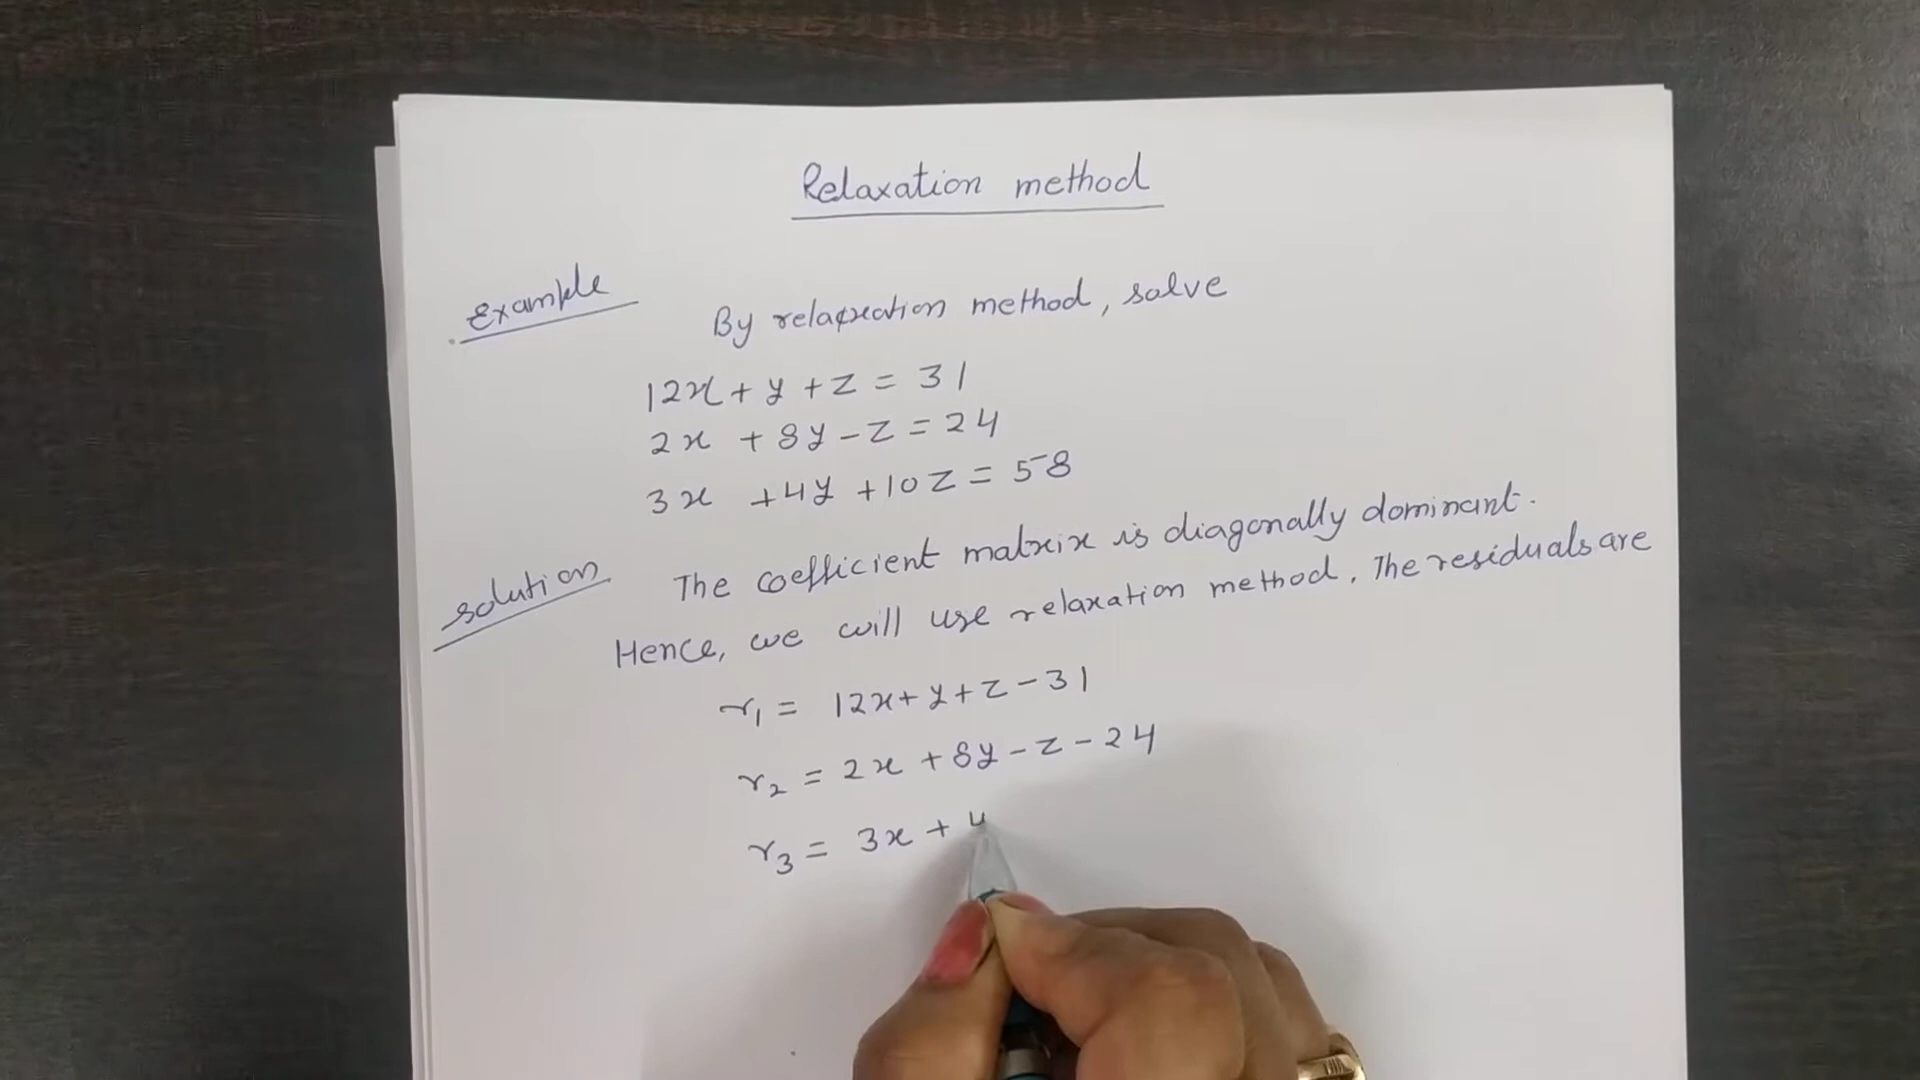 Relaxation method
Example
By relaxation method, solve
12x + y + z = 31
2x + 8y - z = 24
3x + 4y + 10z = 58
Solution
The coefficient matrix is diagonally dominant.
Hence, we will use relaxation method. The residuals are
r₁ = 12x + y + z - 31
r₂ = 2x + 8y - z - 24
r₃ = 3x + 4